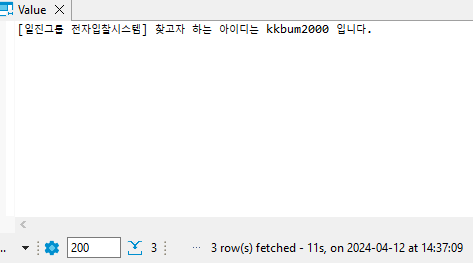 Value
[일진그룹 전자입찰시스템] 찾고자 하는 아이디는 kkbum2000 입니다.
.. 200 3 ... 3 row(s) fetched - 11s, on 2024-04-12 at 14:37:09